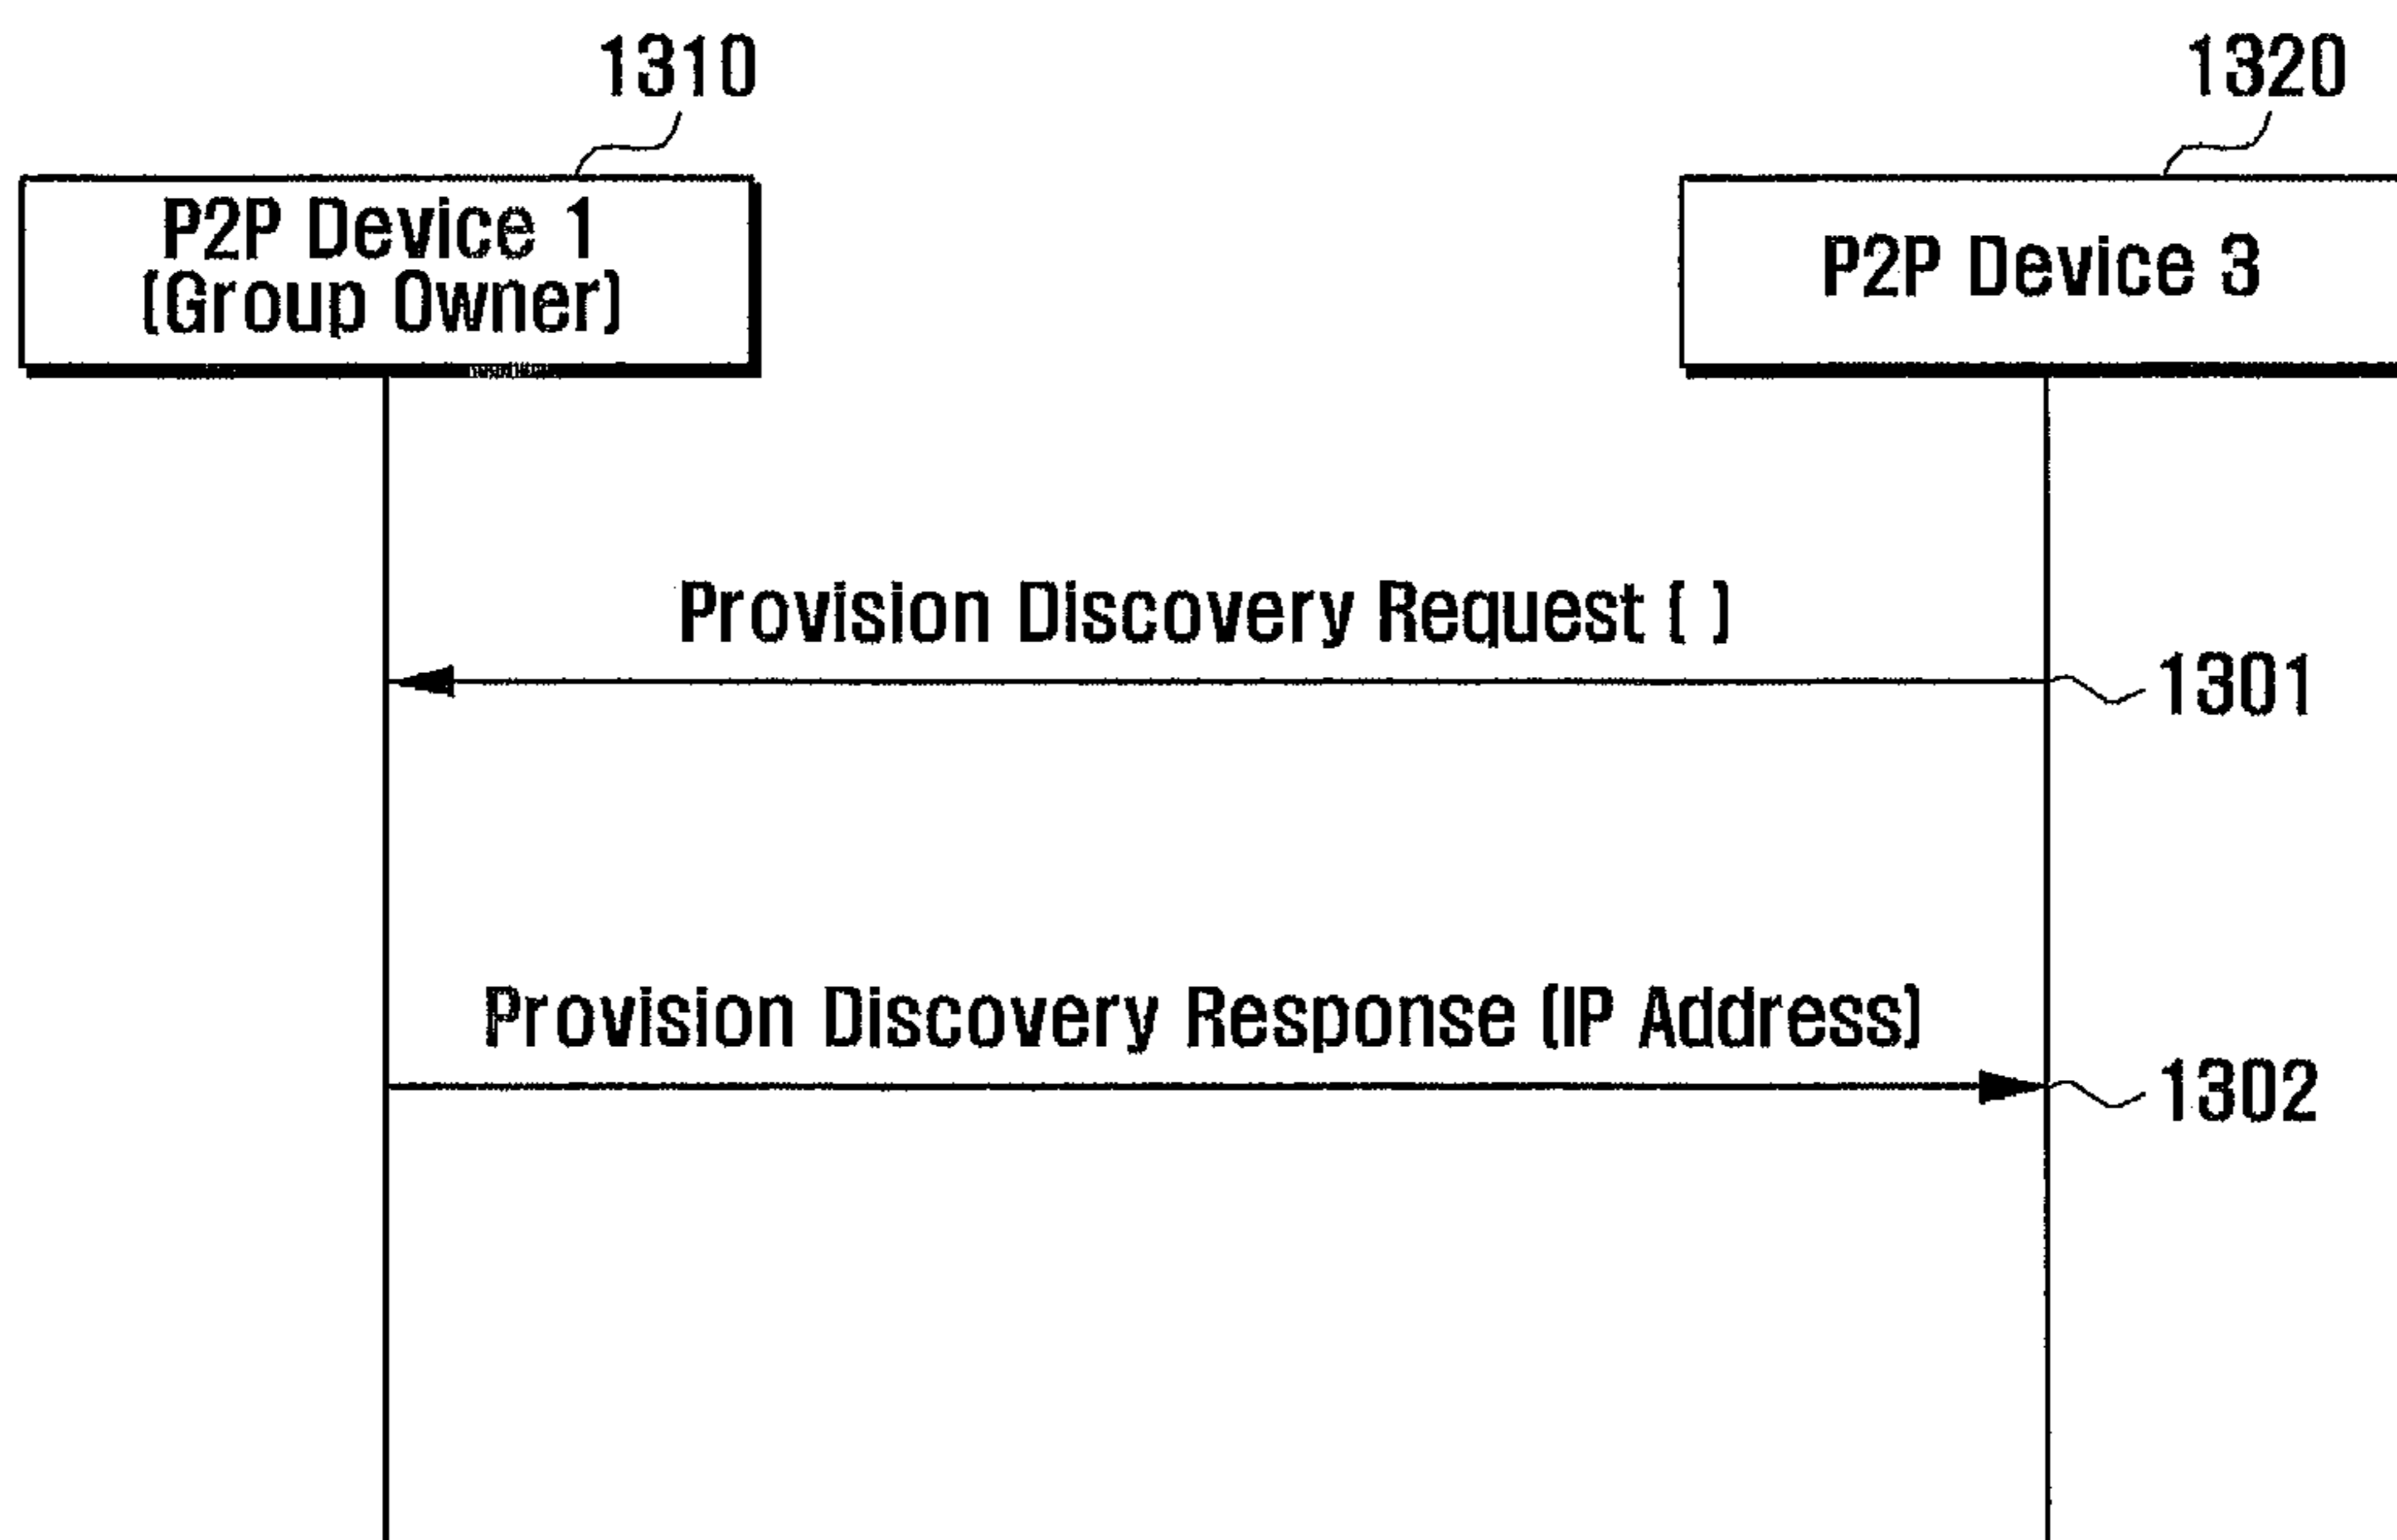 1310
1320
P2P Device 1
(Group Owner)
P2P Device 3
Provision Discovery Request ( )
1301
Provision Discovery Response (IP Address)
1302